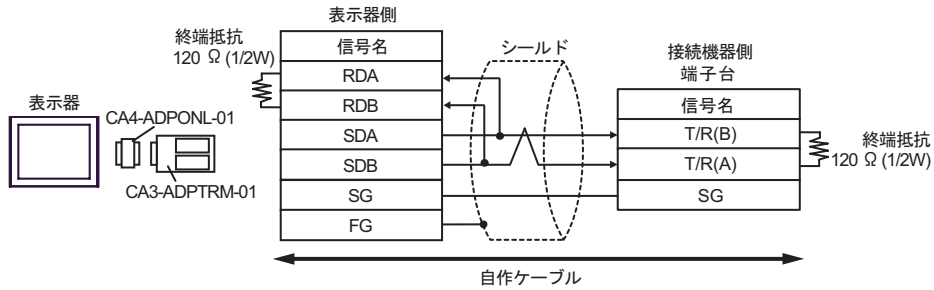 表示器側
終端抵抗
120 Ω (1/2W)
信号名
RDA
RDB
SDA
SDB
SG
FG
シールド
接続機器側
端子台
信号名
T/R(B)
T/R(A)
SG
終端抵抗
120 Ω (1/2W)
表示器
CA4-ADPONL-01
CA3-ADPTRM-01
自作ケーブル